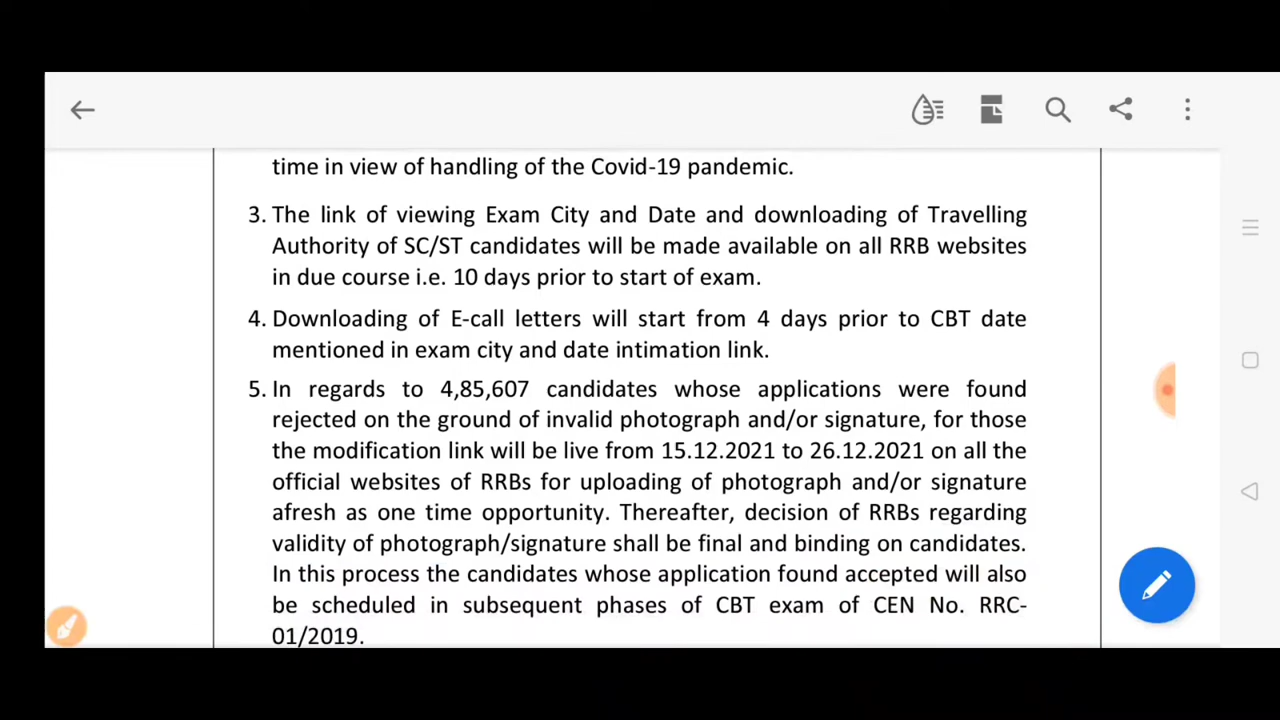 time in view of handling of the Covid-19 pandemic.
3. The link of viewing Exam City and Date and downloading of Travelling
Authority of SC/ST candidates will be made available on all RRB websites
in due course i.e. 10 days prior to start of exam.
4. Downloading of E-call letters will start from 4 days prior to CBT date
mentioned in exam city and date intimation link.
5. In regards to 4,85,607 candidates whose applications were found
rejected on the ground of invalid photograph and/or signature, for those
the modification link will be live from 15.12.2021 to 26.12.2021 on all the
official websites of RRBs for uploading of photograph and/or signature
afresh as one time opportunity. Thereafter, decision of RRBs regarding
validity of photograph/signature shall be final and binding on candidates.
In this process the candidates whose application found accepted will also
be scheduled in subsequent phases of CBT exam of CEN No. RRC-
01/2019.